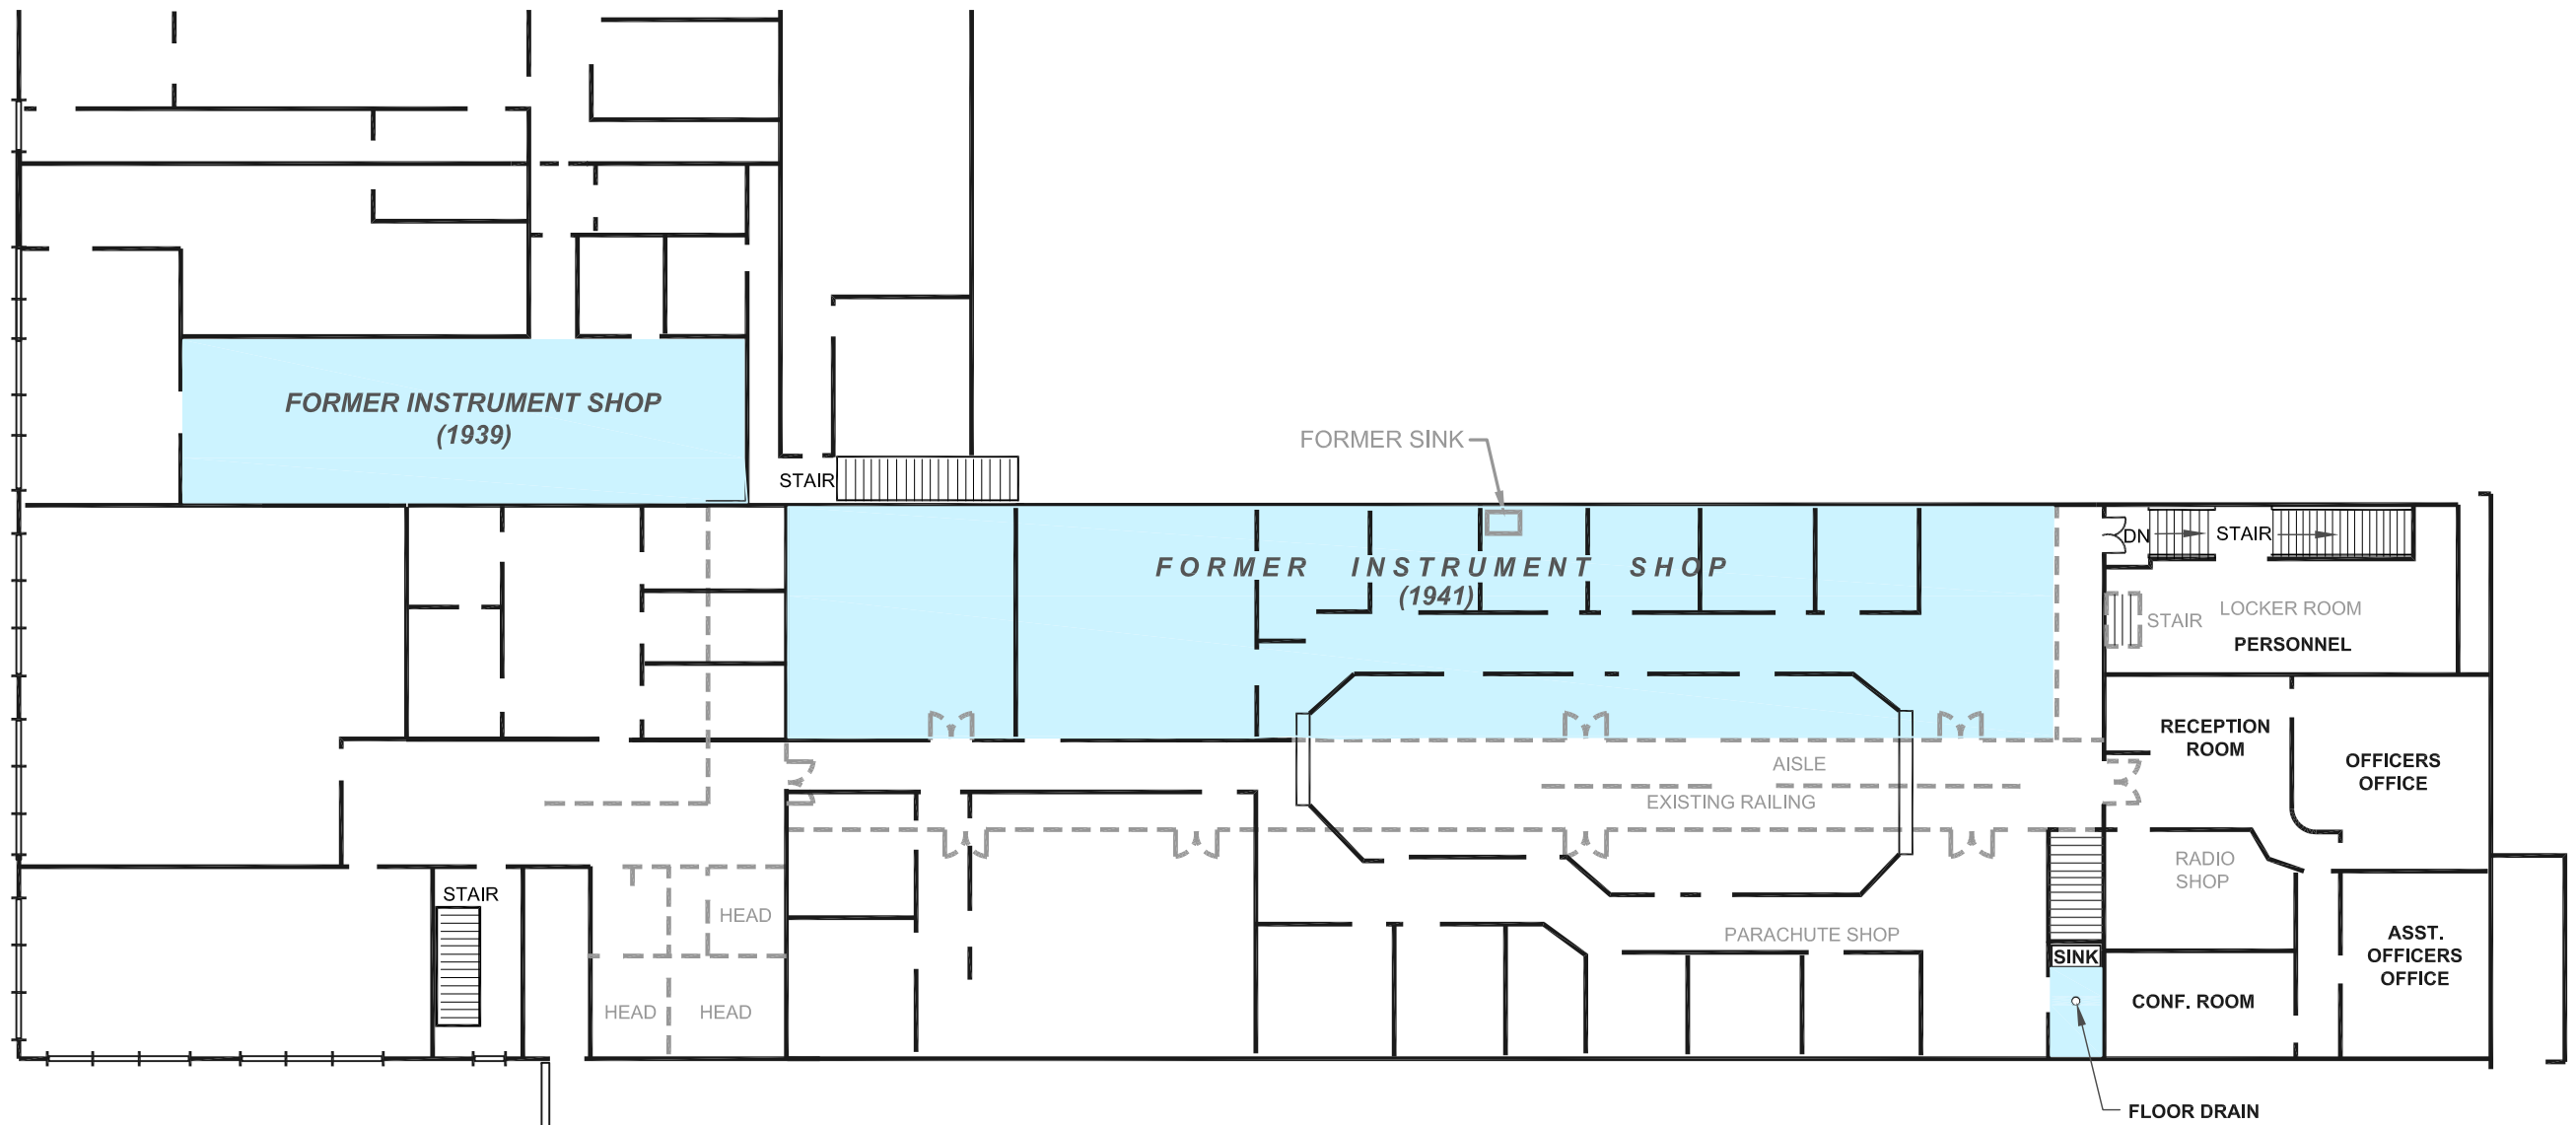 FORMER INSTRUMENT SHOP
(1939)
FORMER SINK
STAIR
DN
STAIR
FORMER INSTRUMENT SHOP
(1941)
LOCKER ROOM
STAIR
PERSONNEL
RECEPTION
ROOM
OFFICERS
OFFICE
AISLE
EXISTING RAILING
RADIO
SHOP
STAIR
HEAD
PARACHUTE SHOP
ASST.
OFFICERS
OFFICE
SINK
HEAD
HEAD
CONF. ROOM
FLOOR DRAIN